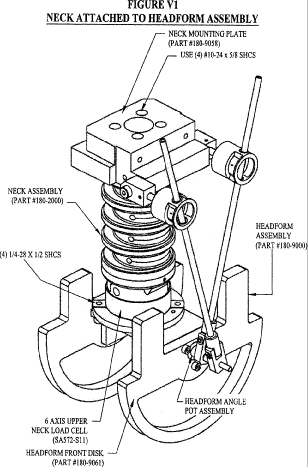 FIGURE V1
NECK ATTACHED TO HEADFORM ASSEMBLY
NECK MOUNTING PLATE
(PART #180-9058)
USE (4) #10-24 x 5/8 SHCS
NECK ASSEMBLY
(PART #180-2000)
HEADFORM
ASSEMBLY
(PART #180-9000)
(4) 1/4-28 X 1/2 SHCS
HEADFORM ANGLE
POT ASSEMBLY
6 AXIS UPPER
NECK LOAD CELL
(SA572-S11)
HEADFORM FRONT DISK
(PART #180-9061)